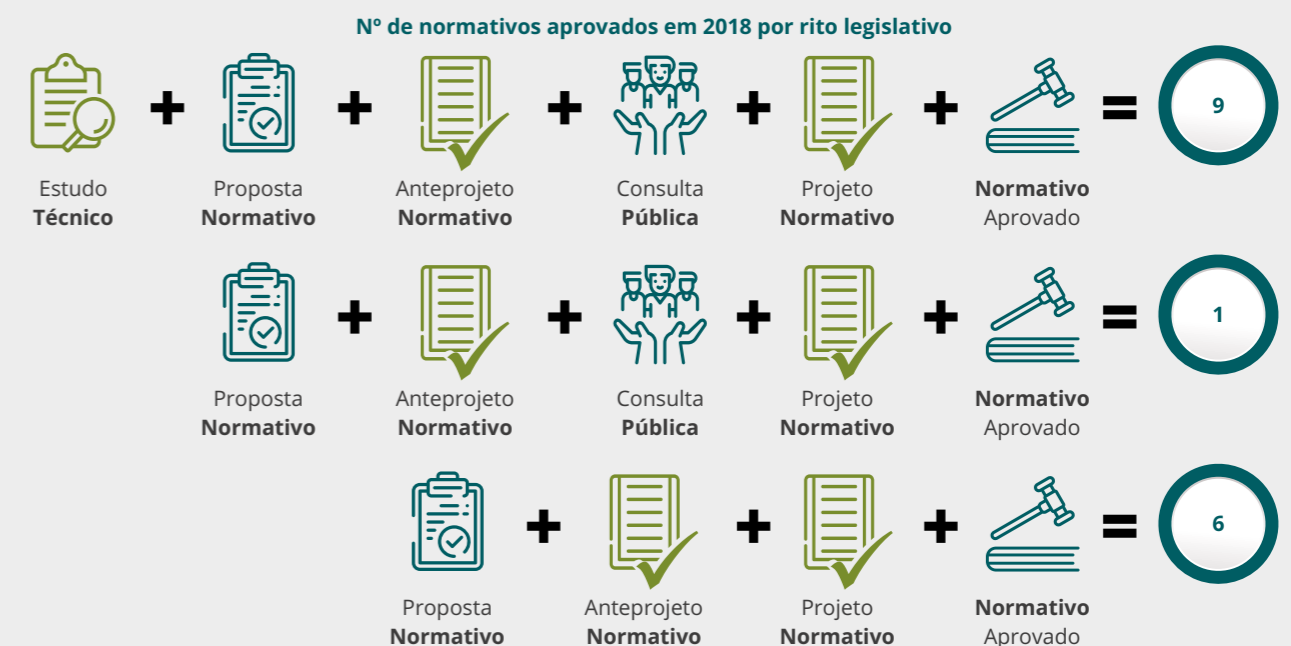 Nº de normativos aprovados em 2018 por rito legislativo
+ + + + + = 9
Estudo Proposta Anteprojeto Consulta Projeto Normativo
Técnico Normativo Normativo Pública Normativo Aprovado
+ + + + = 1
Proposta Anteprojeto Consulta Projeto Normativo
Normativo Normativo Pública Normativo Aprovado
+ + + = 6
Proposta Anteprojeto Projeto Normativo
Normativo Normativo Normativo Aprovado